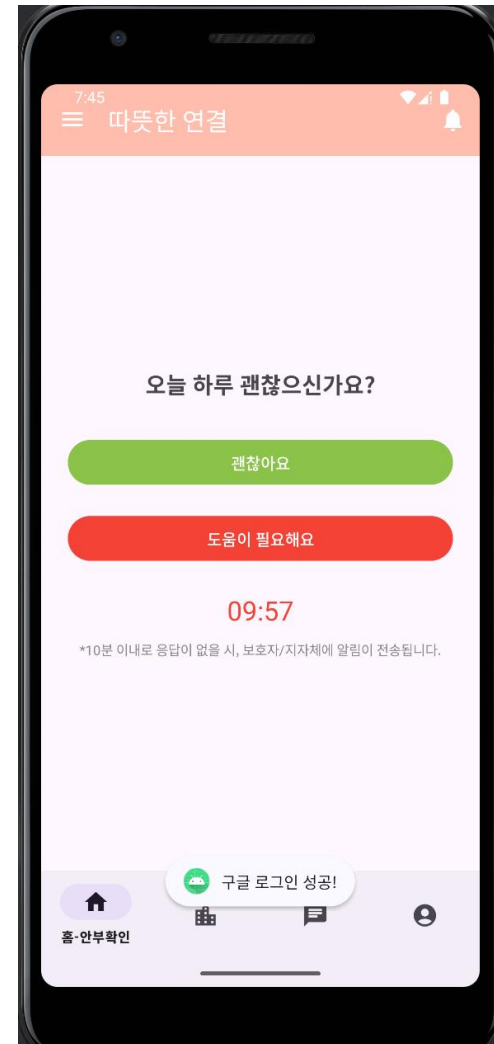 7:45
따뜻한 연결
오늘 하루 괜찮으신가요?
괜찮아요
도움이 필요해요
09:57
*10분 이내로 응답이 없을 시, 보호자/지자체에 알림이 전송됩니다.
구글 로그인 성공!
홈-안부확인